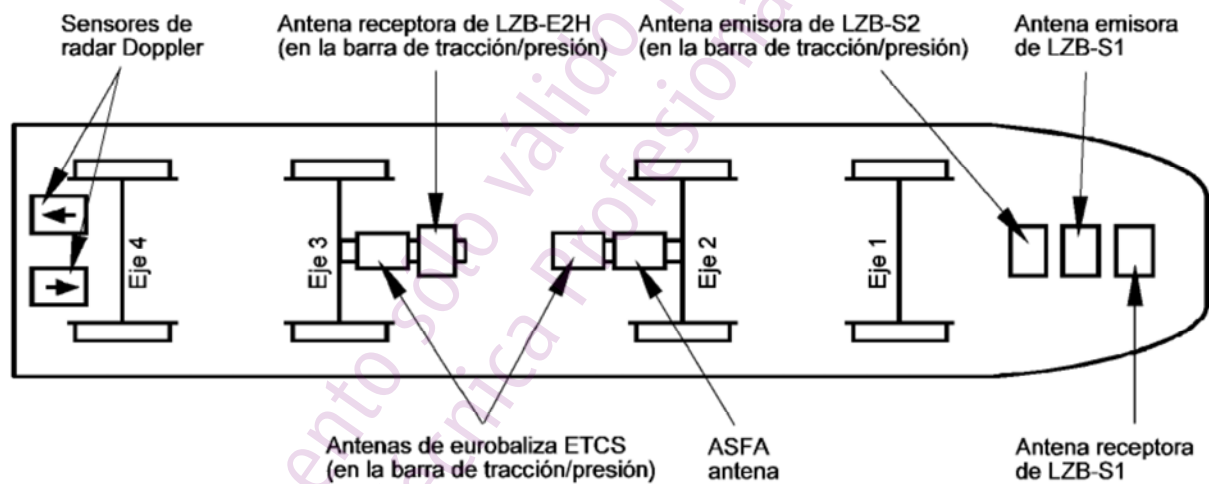 Sensores de
radar Doppler
Antena receptora de LZB-E2H
(en la barra de tracción/presión)
Antena emisora de LZB-S2
(en la barra de tracción/presión)
Antena emisora
de LZB-S1
Eje 4
Eje 3
Eje 2
Eje 1
Antenas de eurobaliza ETCS
(en la barra de tracción/presión)
ASFA
antena
Antena receptora
de LZB-S1
sólo válido